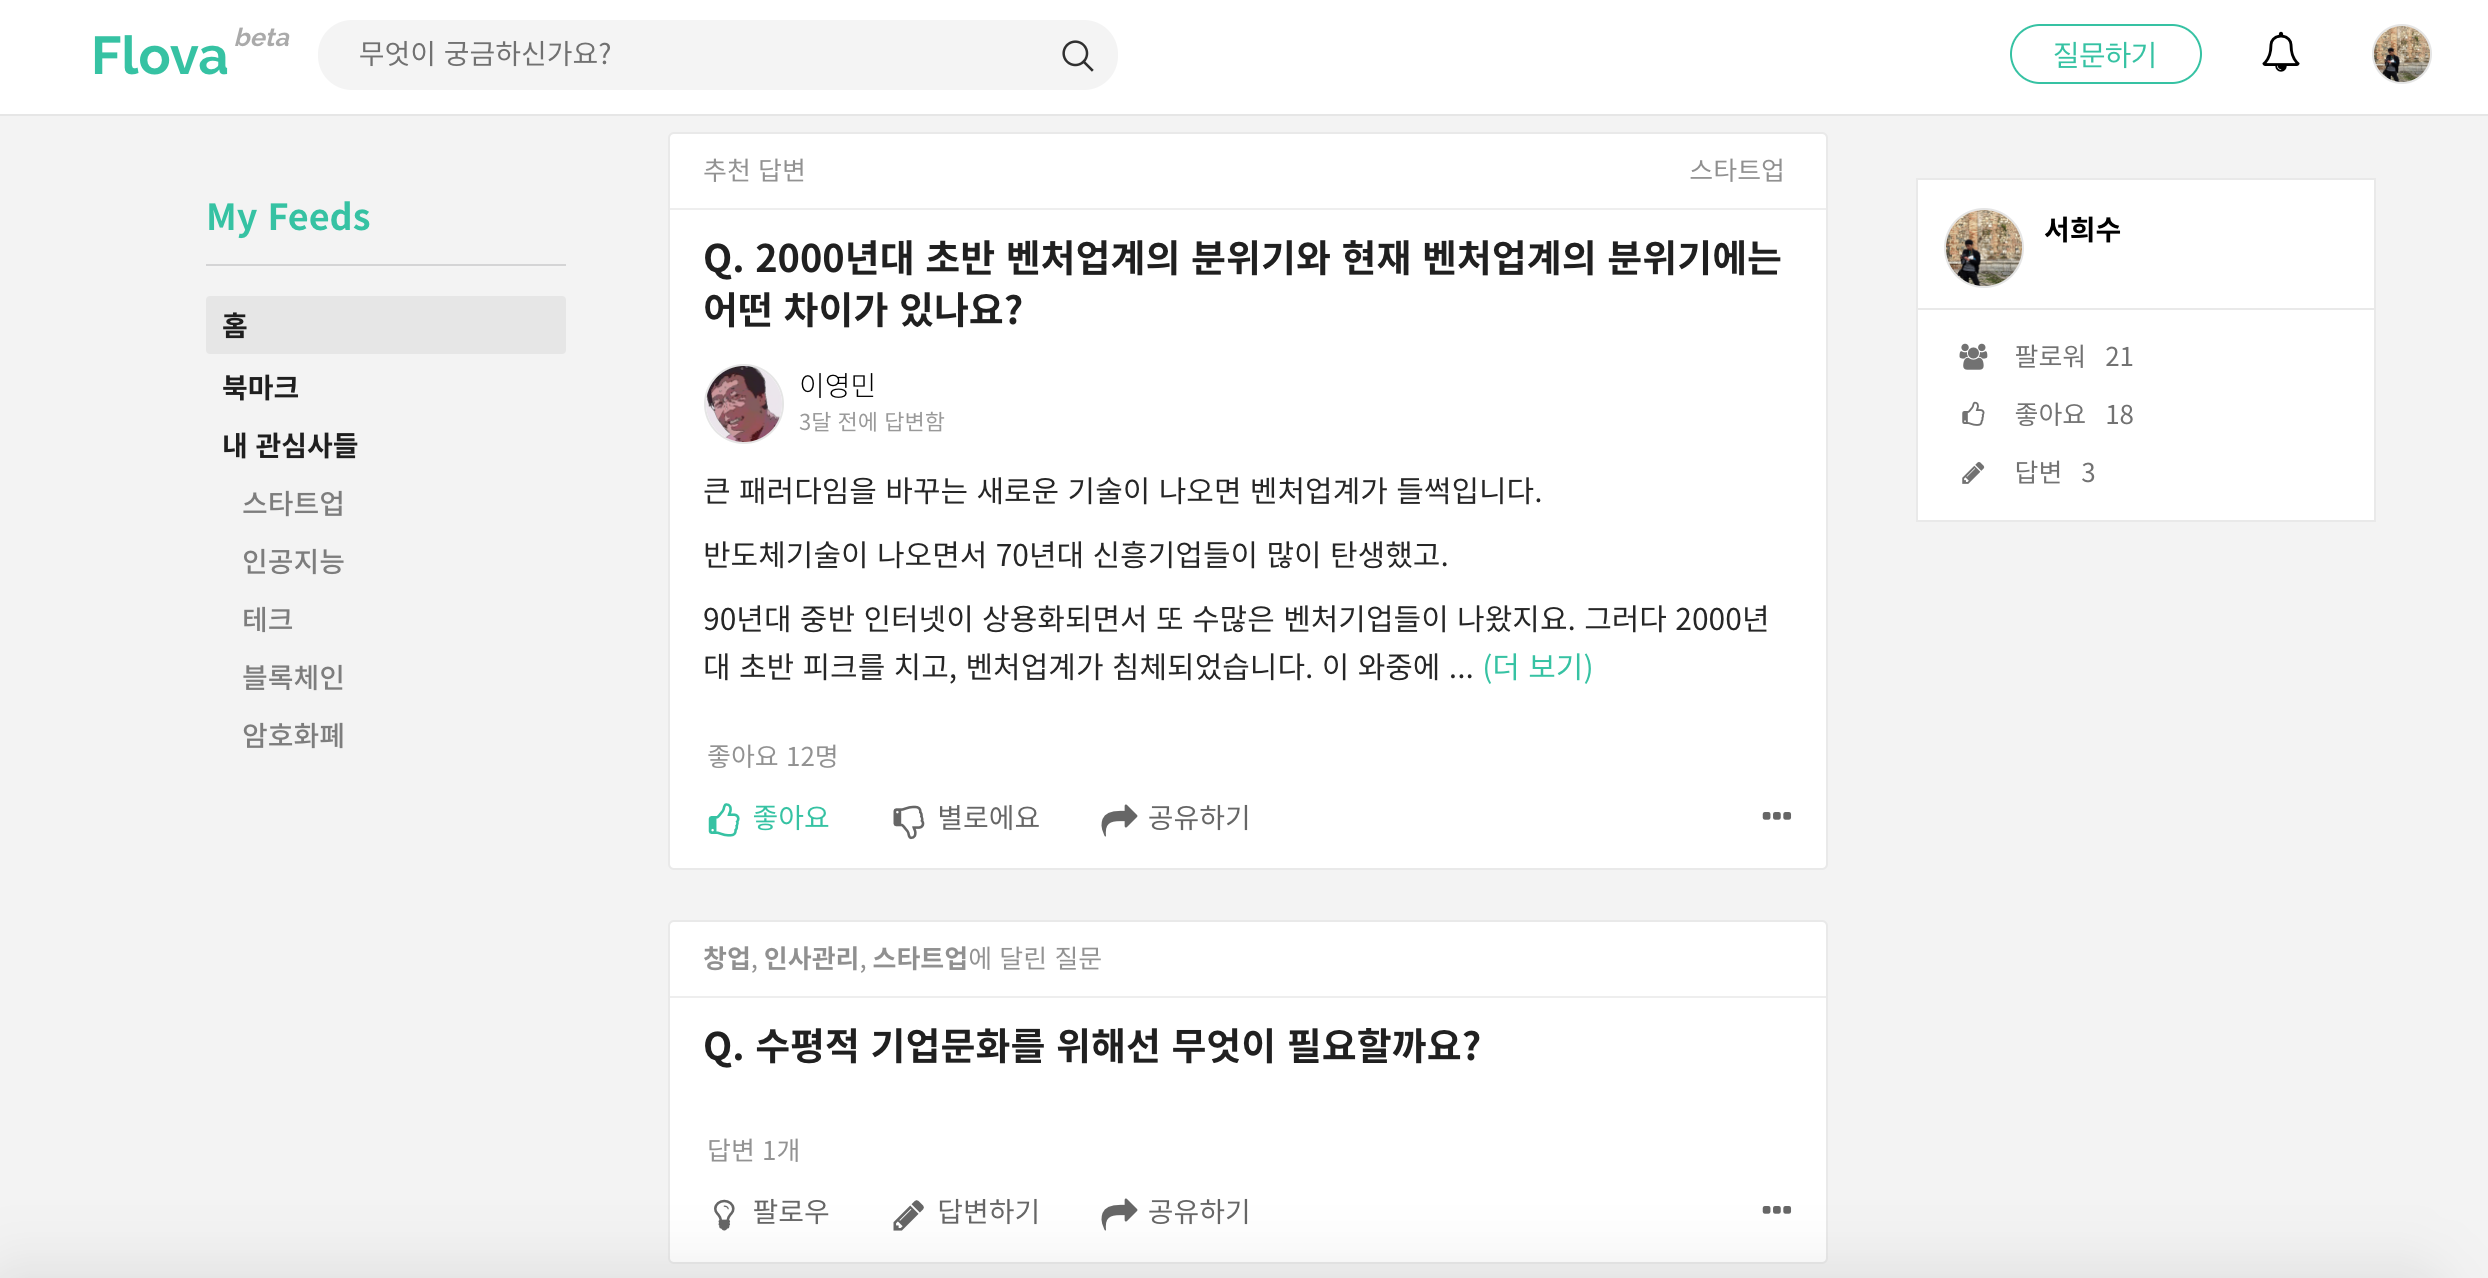 Flova beta
무엇이 궁금하신가요?
질문하기
My Feeds
홈
북마크
내 관심사들
스타트업
인공지능
테크
블록체인
암호화폐
추천 답변
스타트업
Q. 2000년대 초반 벤처업계의 분위기와 현재 벤처업계의 분위기에는
어떤 차이가 있나요?
이영민
3달 전에 답변함
큰 패러다임을 바꾸는 새로운 기술이 나오면 벤처업계가 들썩입니다.
반도체기술이 나오면서 70년대 신흥기업들이 많이 탄생했고.
90년대 중반 인터넷이 상용화되면서 또 수많은 벤처기업들이 나왔지요. 그러다 2000년
대 초반 피크를 치고, 벤처업계가 침체되었습니다. 이 와중에 ... (더 보기)
좋아요 12명
좋아요
별로에요
공유하기
창업, 인사관리, 스타트업에 달린 질문
Q. 수평적 기업문화를 위해선 무엇이 필요할까요?
답변 1개
팔로우
답변하기
공유하기
서희수
팔로워 21
좋아요 18
답변 3